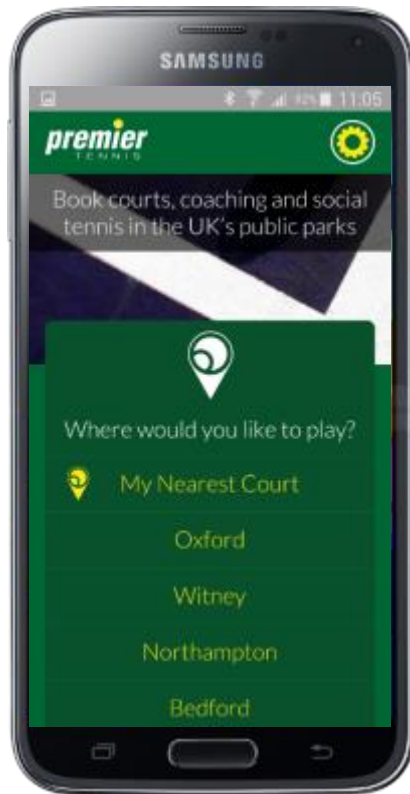 SAMSUNG
92% 11:05
premier
TENNIS
Book courts, coaching and social
tennis in the UK's public parks
Where would you like to play?
My Nearest Court
Oxford
Witney
Northampton
Bedford